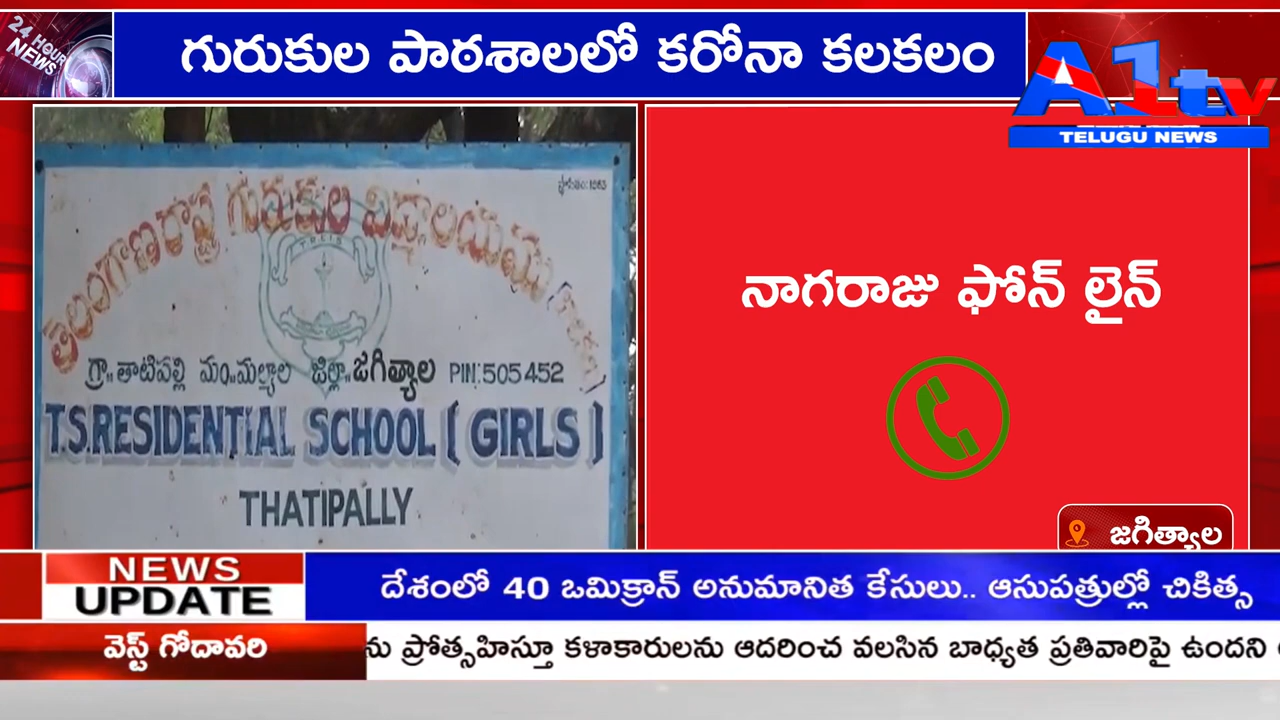 24 HOUR
NEWS
గురుకుల పాఠశాలలో కరోనా కలకలం
A1tv
TELUGU NEWS
తెలంగాణ రాష్ట్ర గురుకుల విద్యాలయము
T.R.E.I.S
గ్రా॥తాటిపల్లి మం॥మల్యాల జిల్లా॥జగిత్యాల PIN:505452
T.S.RESIDENTIAL SCHOOL ( GIRLS )
THATIPALLY
నాగరాజు ఫోన్ లైన్
జగిత్యాల
NEWS
UPDATE
దేశంలో 40 ఒమిక్రాన్ అనుమానిత కేసులు.. ఆసుపత్రుల్లో చికిత్స
వెస్ట్ గోదావరి
ను ప్రోత్సహిస్తూ కళాకారులను ఆదరించ వలసిన బాధ్యత ప్రతివారిపై ఉందని